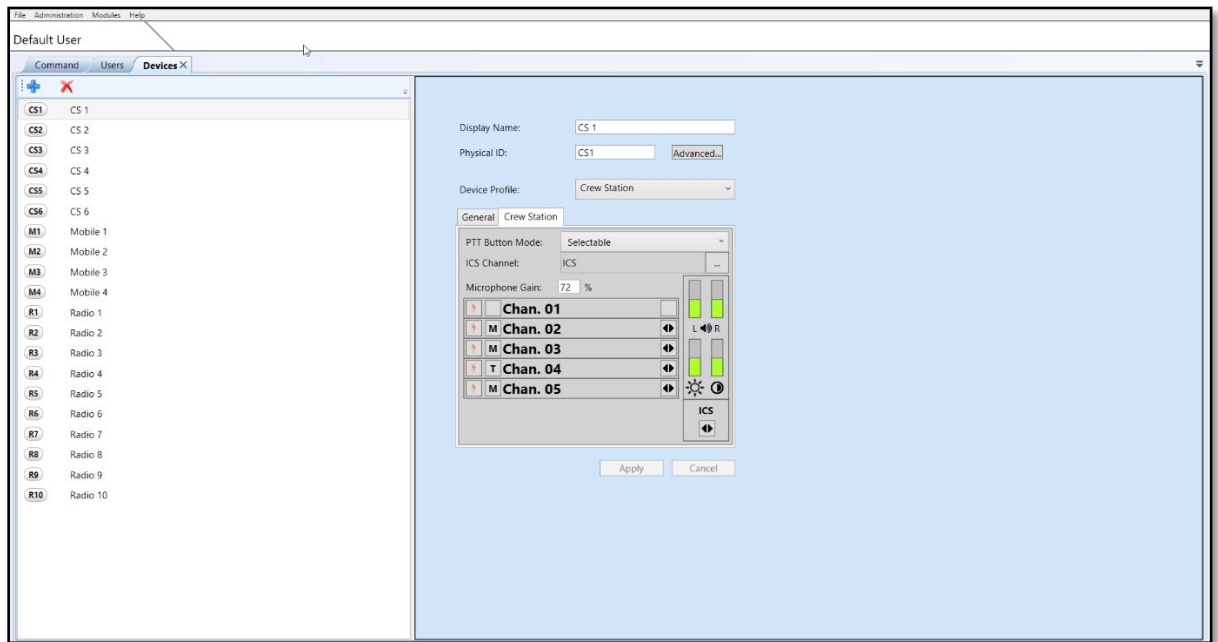 File Administration Modules Help
Default User
Command Users Devices
CS1 CS 1
CS2 CS 2
CS3 CS 3
CS4 CS 4
CS5 CS 5
CS6 CS 6
M1 Mobile 1
M2 Mobile 2
M3 Mobile 3
M4 Mobile 4
R1 Radio 1
R2 Radio 2
R3 Radio 3
R4 Radio 4
R5 Radio 5
R6 Radio 6
R7 Radio 7
R8 Radio 8
R9 Radio 9
R10 Radio 10
Display Name: CS 1
Physical ID: CS1 Advanced...
Device Profile: Crew Station
General Crew Station
PTT Button Mode: Selectable
ICS Channel: ICS ...
Microphone Gain: 72 %
Chan. 01
M Chan. 02
M Chan. 03
T Chan. 04
M Chan. 05
L R
ICS
Apply Cancel